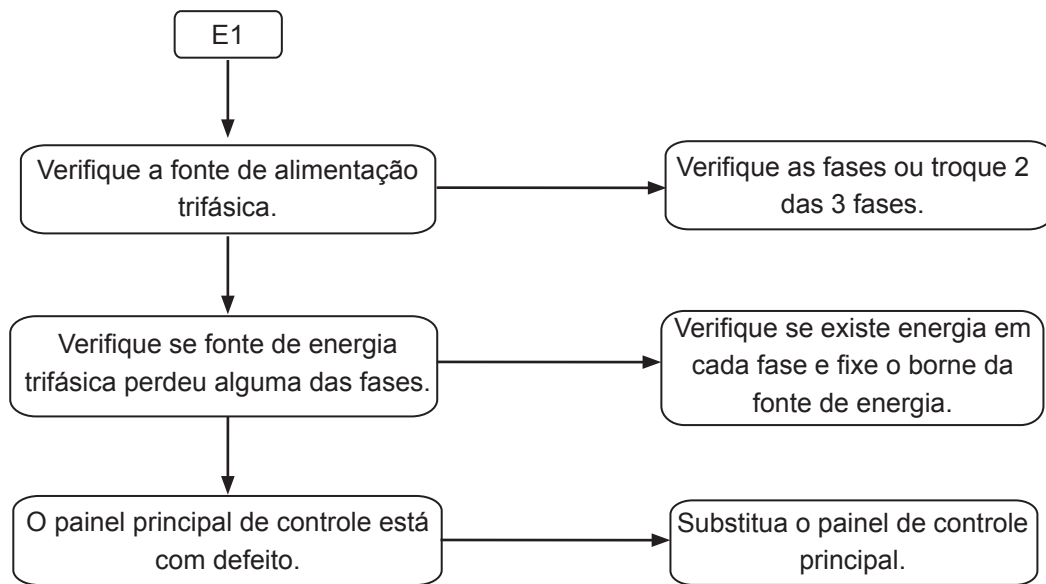 E1
Verifique a fonte de alimentação
trifásica.
Verifique as fases ou troque 2
das 3 fases.
Verifique se fonte de energia
trifásica perdeu alguma das fases.
Verifique se existe energia em
cada fase e fixe o borne da
fonte de energia.
O painel principal de controle está
com defeito.
Substitua o painel de controle
principal.